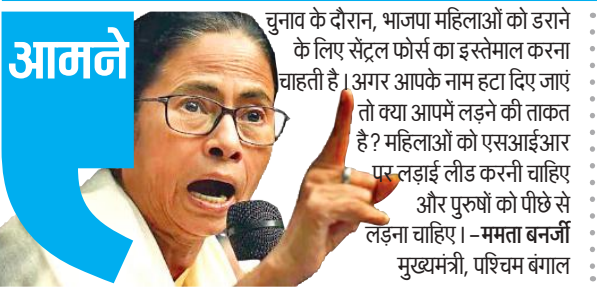 आमने
चुनाव के दौरान, भाजपा महिलाओं को डराने
के लिए सेंट्रल फोर्स का इस्तेमाल करना
चाहती है। अगर आपके नाम हटा दिए जाएं
तो क्या आपमें लड़ने की ताकत
है? महिलाओं को एसआईआर
पर लड़ाई लीड करनी चाहिए
और पुरुषों को पीछे से
लड़ना चाहिए। -ममता बनर्जी
मुख्यमंत्री, पश्चिम बंगाल